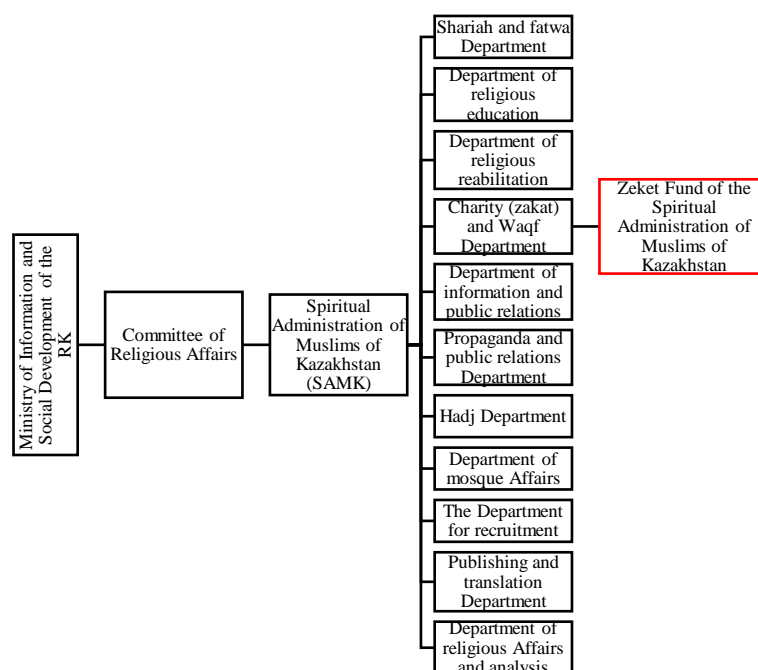 Ministry of Information and
Social Development of the
RK
Committee of
Religious Affairs
Spiritual
Administration of
Muslims of
Kazakhstan
(SAMK)
Shariah and fatwa
Department
Department of
religious
education
Department of
religious
reabilitation
Charity (zakat)
and Waqf
Department
Zeket Fund of the
Spiritual
Administration of
Muslims of
Kazakhstan
Department of
information and
public relations
Propaganda and
public relations
Department
Hadj Department
Department of
mosque Affairs
The Department
for recruitment
Publishing and
translation
Department
Department of
religious Affairs
and analysis